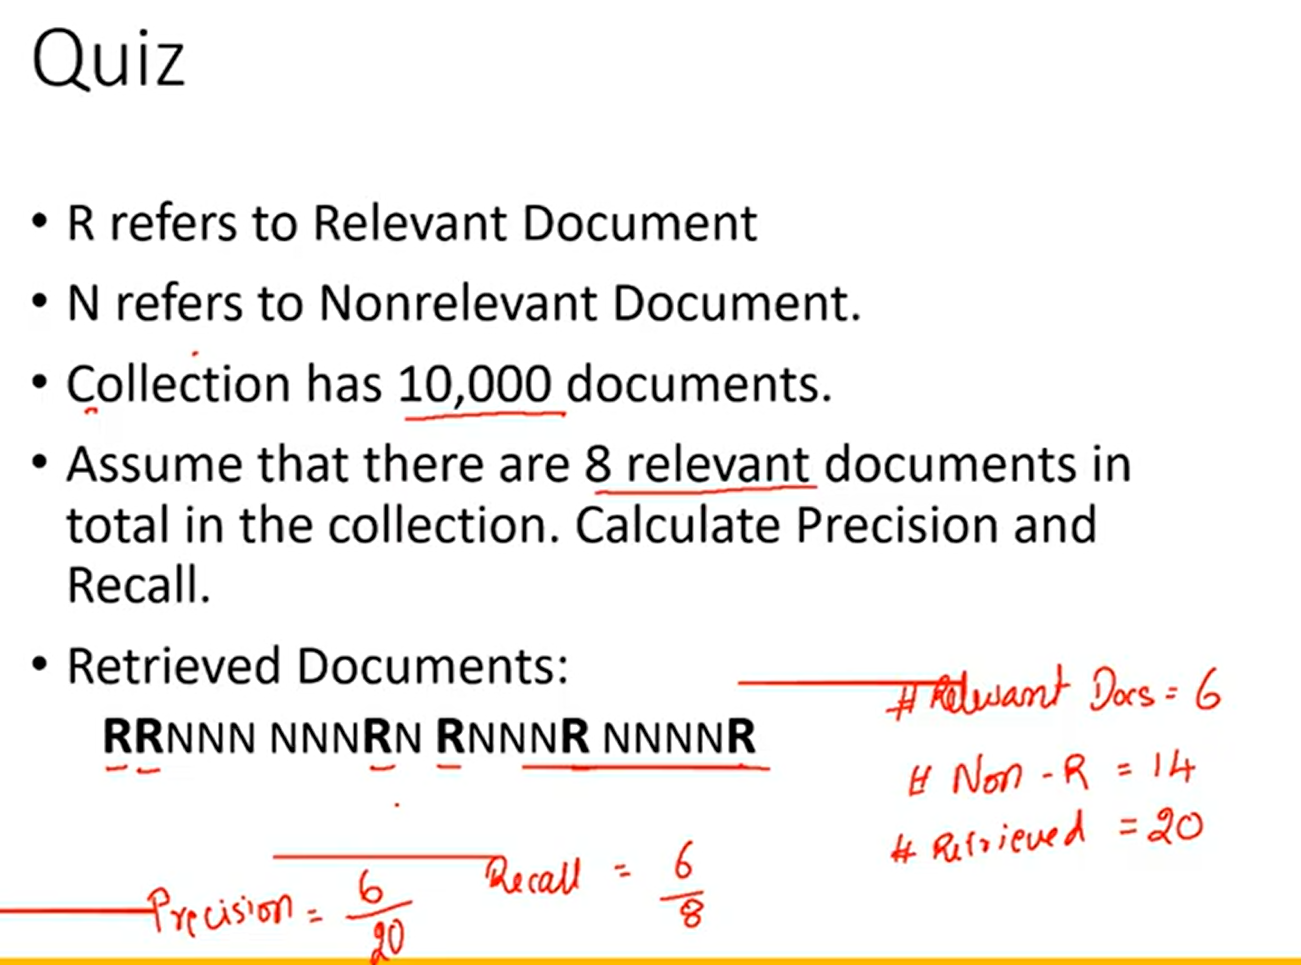 Quiz
• R refers to Relevant Document
• N refers to Nonrelevant Document.
• Collection has 10,000 documents.
• Assume that there are 8 relevant documents in
total in the collection. Calculate Precision and
Recall.
• Retrieved Documents:
RRNNN NNNRN RNNNR NNNNR
# Relevant Docs = 6
# Non - R = 14
# Retrieved = 20
Precision = 6/20
Recall = 6/8